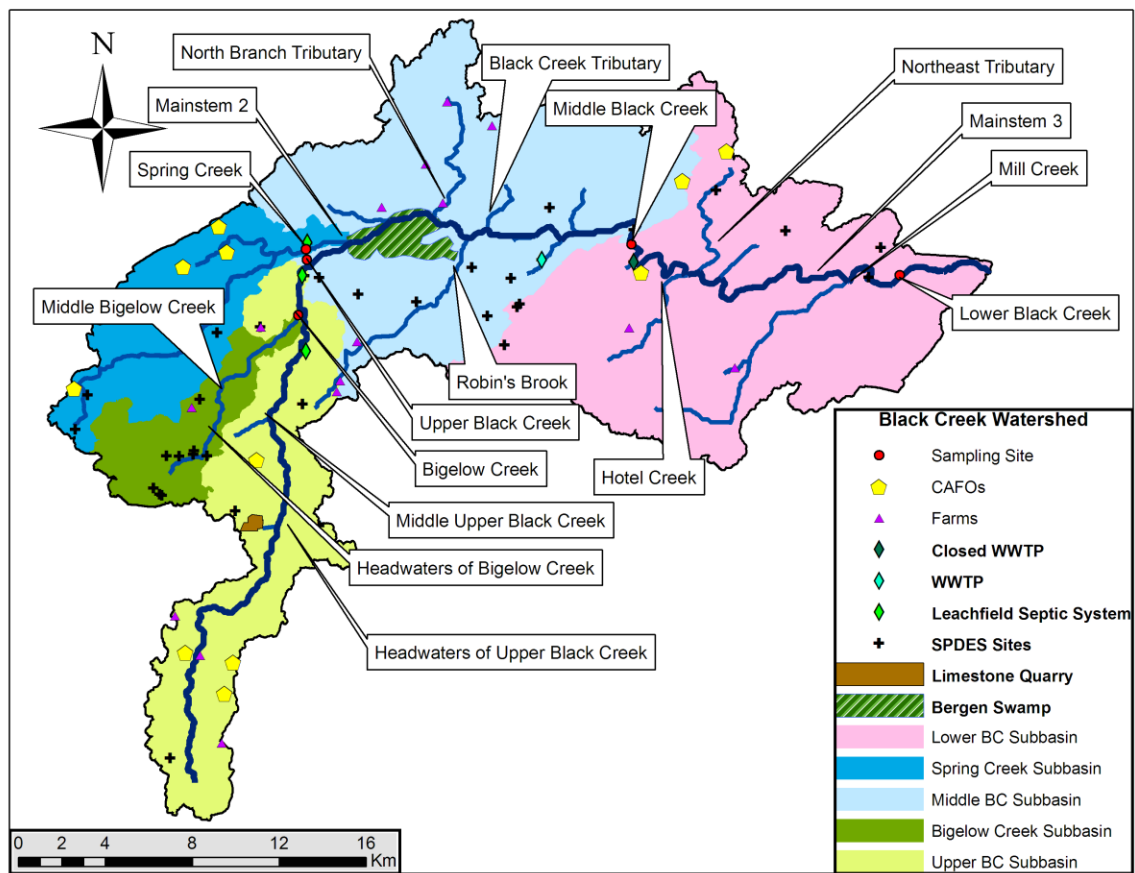 N
North Branch Tributary
Black Creek Tributary
Northeast Tributary
Mainstem 2
Middle Black Creek
Mainstem 3
Spring Creek
Mill Creek
Middle Bigelow Creek
Lower Black Creek
Robin's Brook
Upper Black Creek
Bigelow Creek
Hotel Creek
Middle Upper Black Creek
Headwaters of Bigelow Creek
Headwaters of Upper Black Creek
Black Creek Watershed
Sampling Site
CAFOs
Farms
Closed WWTP
WWTP
Leachfield Septic System
SPDES Sites
Limestone Quarry
Bergen Swamp
Lower BC Subbasin
Spring Creek Subbasin
Middle BC Subbasin
Bigelow Creek Subbasin
Upper BC Subbasin
0 2 4 8 12 16
Km